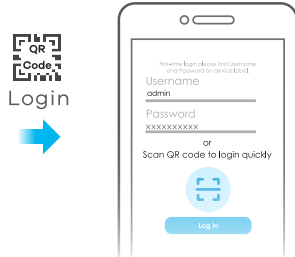 QR
Code
Login
First-time login please find Username
and Password on device label.
Username
admin
Password
xxxxxxxxxx
or
Scan QR code to login quickly
Log in